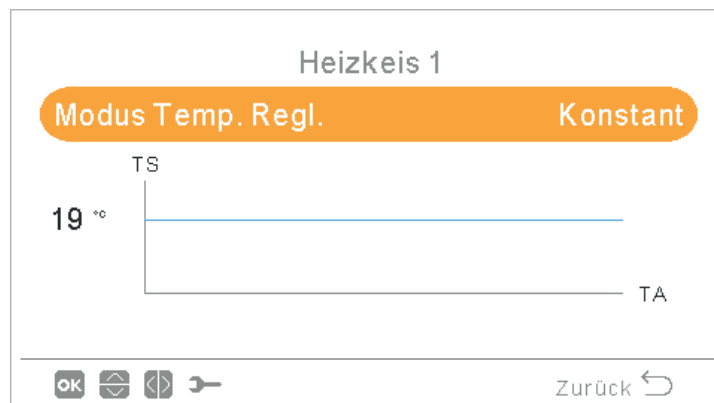 Heizkeis 1
Modus Temp. Regl. Konstant
TS
19 °C
TA
OK Zurück